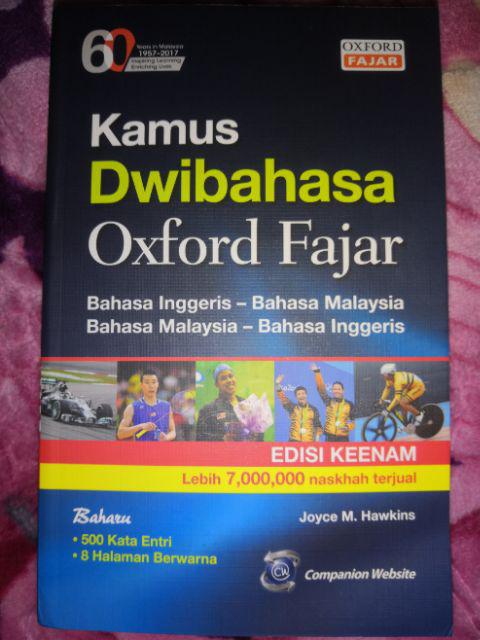 60
Years in Malaysia
1957-2017
Inspiring Learning
Enriching Lives
OXFORD
FAJAR
Kamus
Dwibahasa
Oxford Fajar
Bahasa Inggeris – Bahasa Malaysia
Bahasa Malaysia – Bahasa Inggeris
EDISI KEENAM
Lebih 7,000,000 naskhah terjual
Baharu
• 500 Kata Entri
• 8 Halaman Berwarna
Joyce M. Hawkins
CW
Companion Website